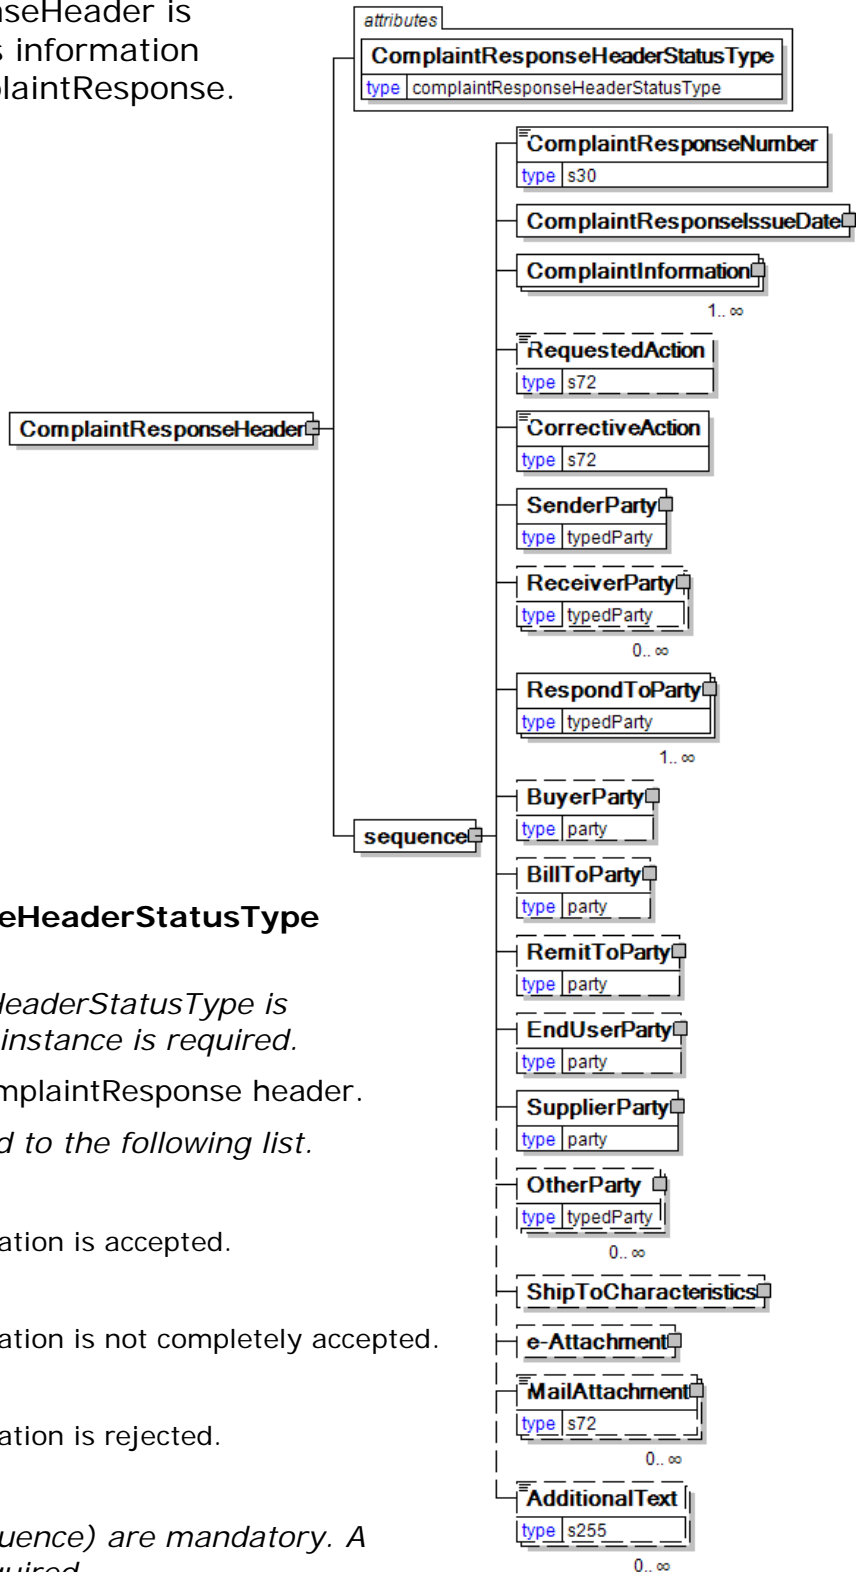 nseHeader is
s information
plaintResponse.
attributes
ComplaintResponseHeaderStatusType
type complaintResponseHeaderStatusType
ComplaintResponseNumber
type s30
ComplaintResponseIssueDate
ComplaintInformation
1..∞
RequestedAction
type s72
ComplaintResponseHeader
CorrectiveAction
type s72
SenderParty
type typedParty
ReceiverParty
type typedParty
0..∞
RespondToParty
type typedParty
1..∞
BuyerParty
type party
sequence
BillToParty
type party
eHeaderStatusType
RemitToParty
type party
HeaderStatusType is
instance is required.
EndUserParty
type party
mplaintResponse header.
SupplierParty
type party
d to the following list.
OtherParty
type typedParty
0..∞
ation is accepted.
ShipToCharacteristics
e-Attachment
ation is not completely accepted.
MailAttachment
type s72
0..∞
ation is rejected.
AdditionalText
type s255
0..∞
uence) are mandatory. A
quired